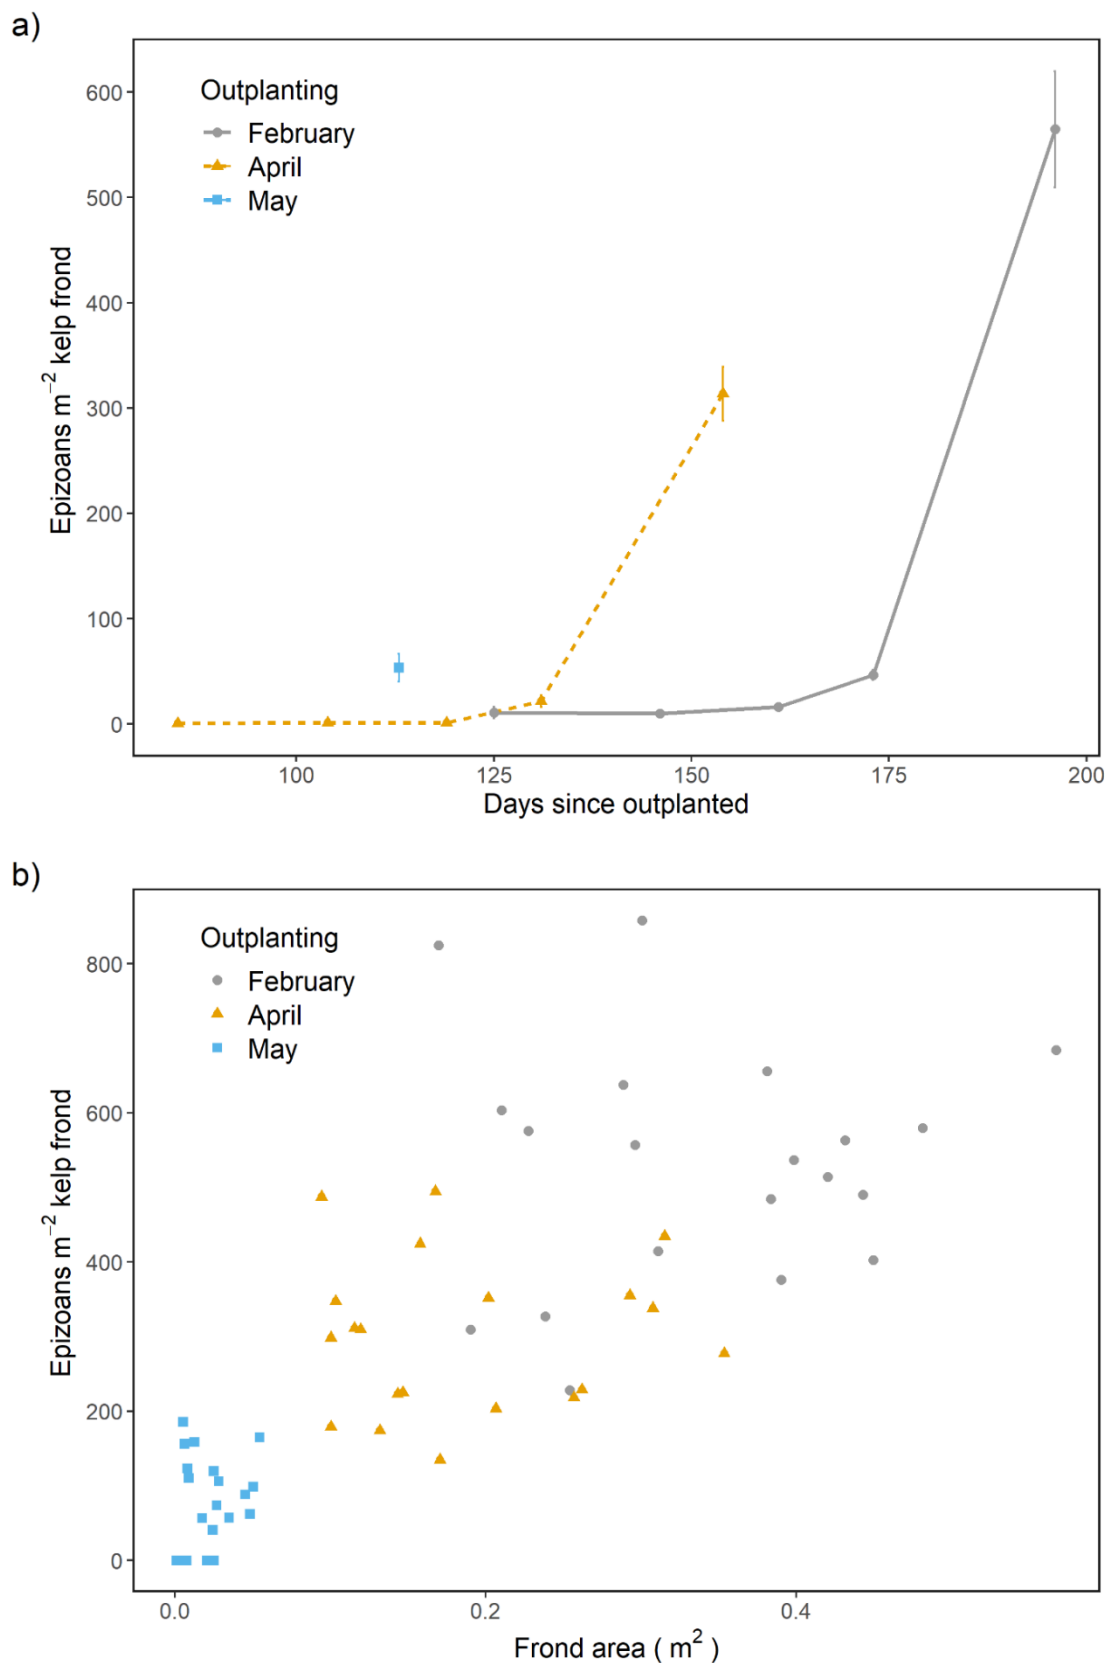 a)
Outplanting
February
April
May
600
500
400
300
200
100
0
Epizoans m⁻² kelp frond
100 125 150 175 200
Days since outplanted
b)
Outplanting
February
April
May
800
600
400
200
0
Epizoans m⁻² kelp frond
0.0 0.2 0.4
Frond area ( m² )